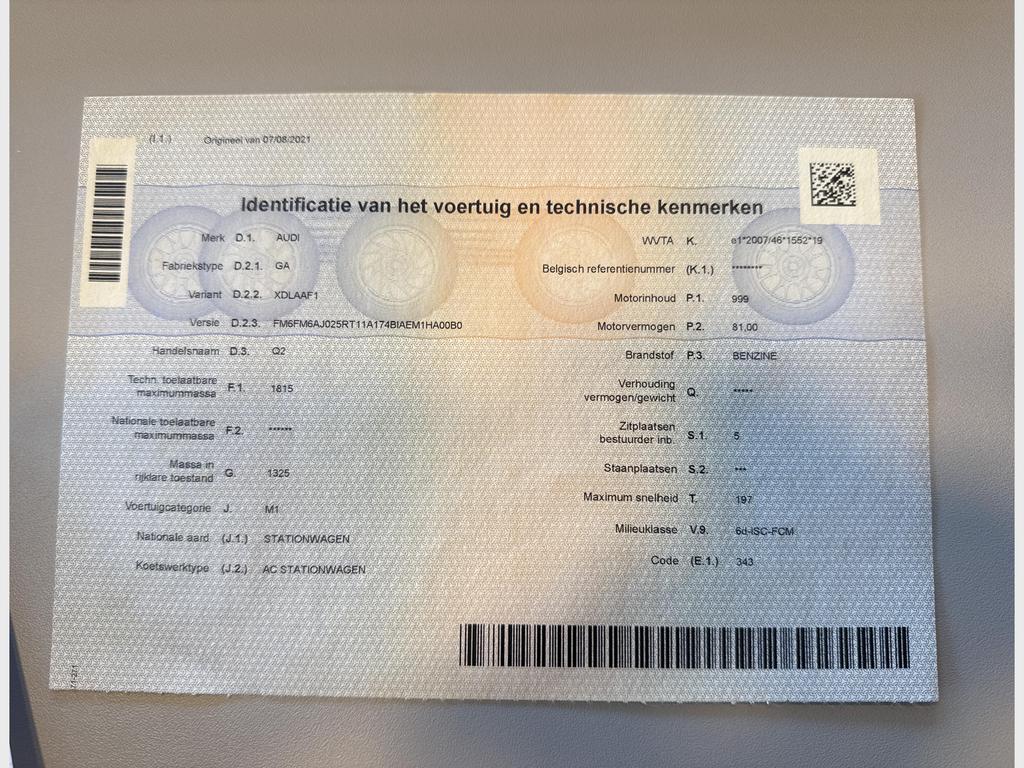 (I.1.) Origineel van 07/08/2021
Identificatie van het voertuig en technische kenmerken
Merk D.1. AUDI
Fabriekstype D.2.1. GA
Variant D.2.2. XDLAAF1
Versie D.2.3. FM6FM6AJ025RT11A174BIAEM1HA00B0
Handelsnaam D.3. Q2
Techn. toelaatbare
maximummassa F.1. 1815
Nationale toelaatbare
maximummassa F.2. ******
Massa in
rijklare toestand G. 1325
Voertuigcategorie J. M1
Nationale aard (J.1.) STATIONWAGEN
Koetswerktype (J.2.) AC STATIONWAGEN
WVTA K. e1*2007/46*1552*19
Belgisch referentienummer (K.1.) ********
Motorinhoud P.1. 999
Motorvermogen P.2. 81,00
Brandstof P.3. BENZINE
Verhouding
vermogen/gewicht Q. *****
Zitplaatsen
bestuurder inb. S.1. 5
Staanplaatsen S.2. ***
Maximum snelheid T. 197
Milieuklasse V.9. 6d-ISC-FCM
Code (E.1.) 343